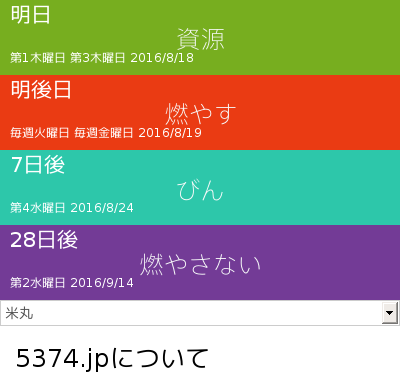 明日
資源
第1木曜日 第3木曜日 2016/8/18
明後日
燃やす
毎週火曜日 毎週金曜日 2016/8/19
7日後
びん
第4水曜日 2016/8/24
28日後
燃やさない
第2水曜日 2016/9/14
米丸
5374.jpについて